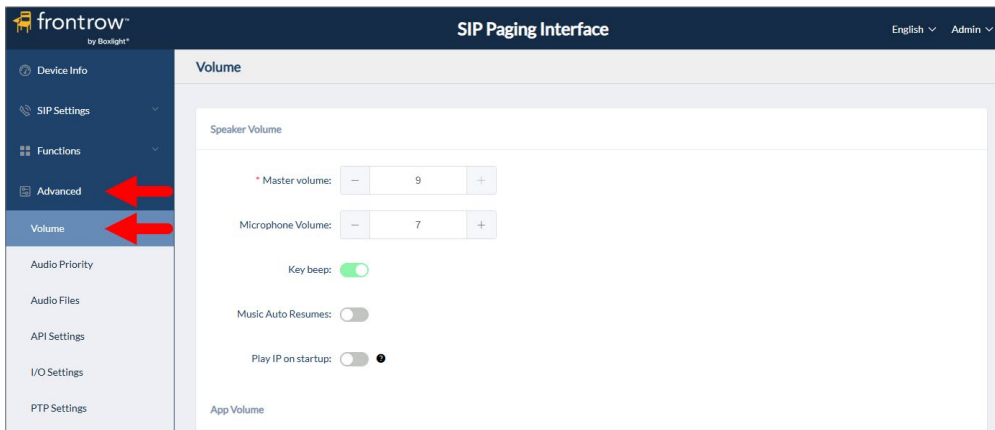 frontrow™
by Boxlight®
SIP Paging Interface
English
Admin
Device Info
SIP Settings
Functions
Advanced
Volume
Audio Priority
Audio Files
API Settings
I/O Settings
PTP Settings
Volume
Speaker Volume
* Master volume: − 9 +
Microphone Volume: − 7 +
Key beep:
Music Auto Resumes:
Play IP on startup: ?
App Volume